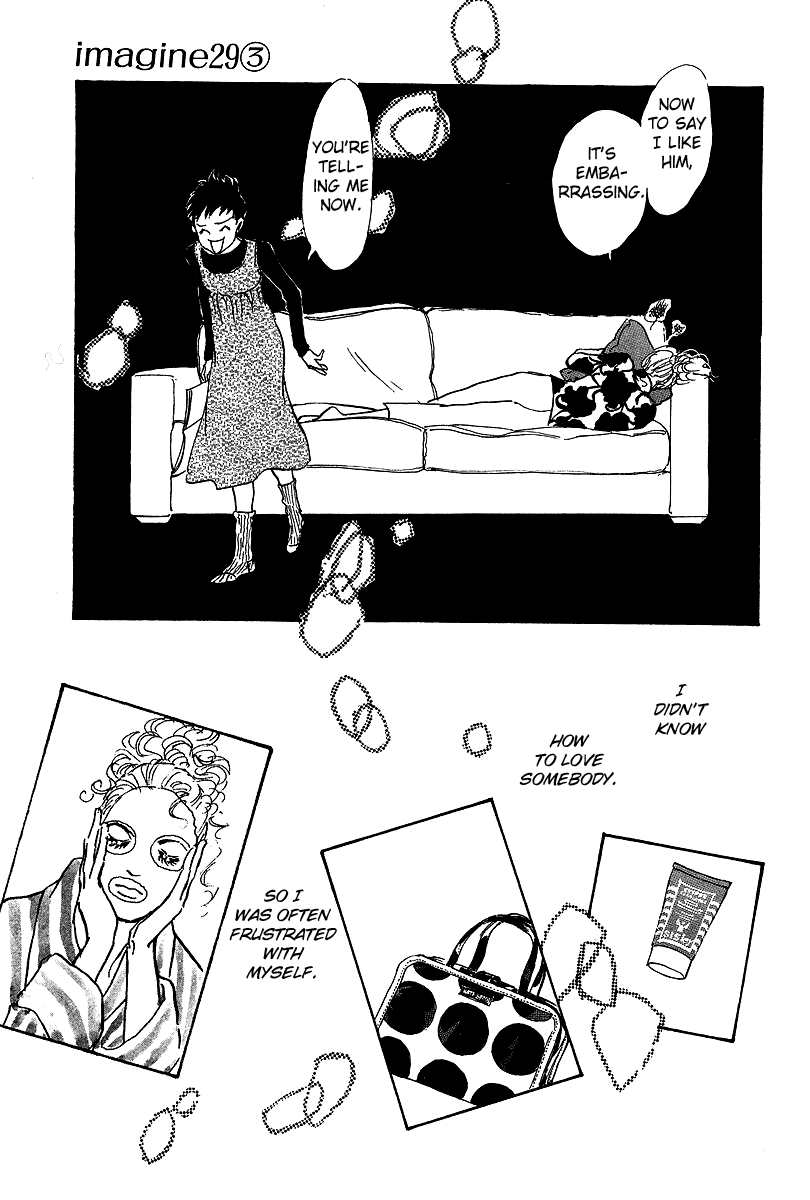 imagine29③
NOW
TO SAY
I LIKE
HIM,
IT'S
EMBA-
RRASSING.
YOU'RE
TELL-
ING ME
NOW.
I
DIDN'T
KNOW
HOW
TO LOVE
SOMEBODY.
SO I
WAS OFTEN
FRUSTRATED
WITH
MYSELF.